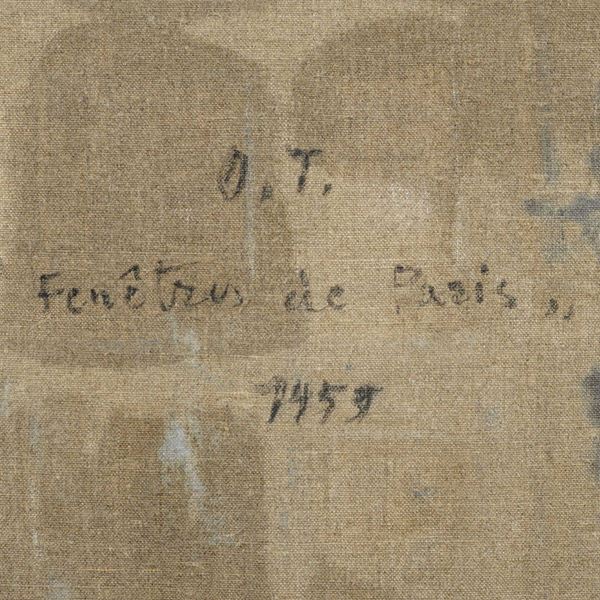 O. T.
Fenêtres de Paris „
1959